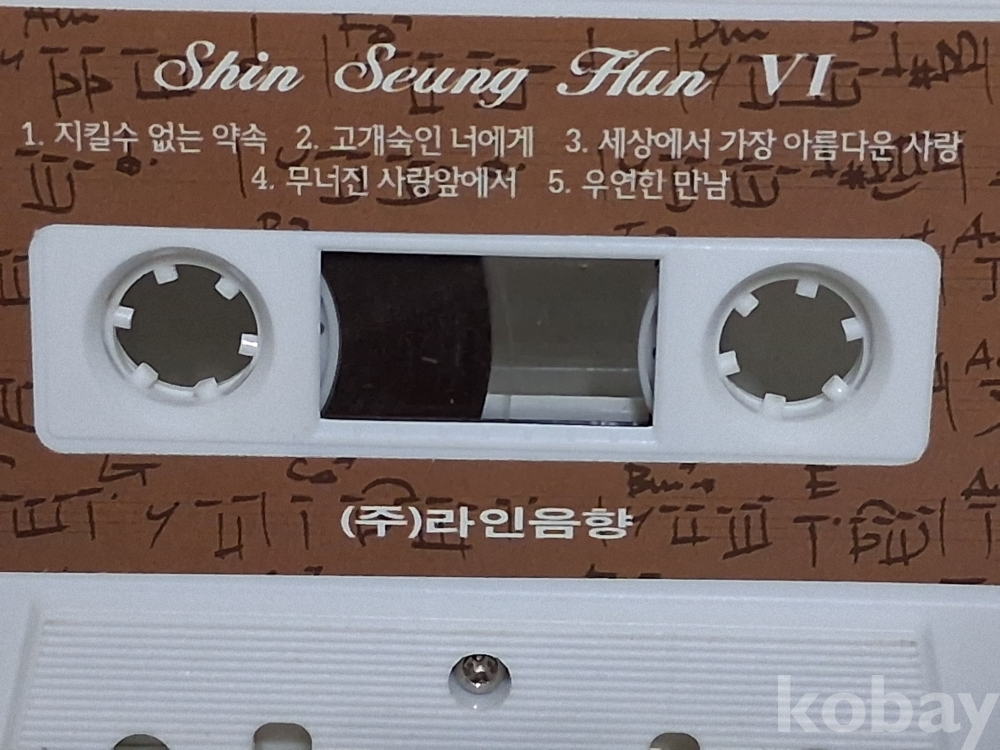 Shin Seung Hun VI
1. 지킬수 없는 약속 2. 고개숙인 너에게 3. 세상에서 가장 아름다운 사랑
4. 무너진 사랑앞에서 5. 우연한 만남
(주)라인음향
kobay